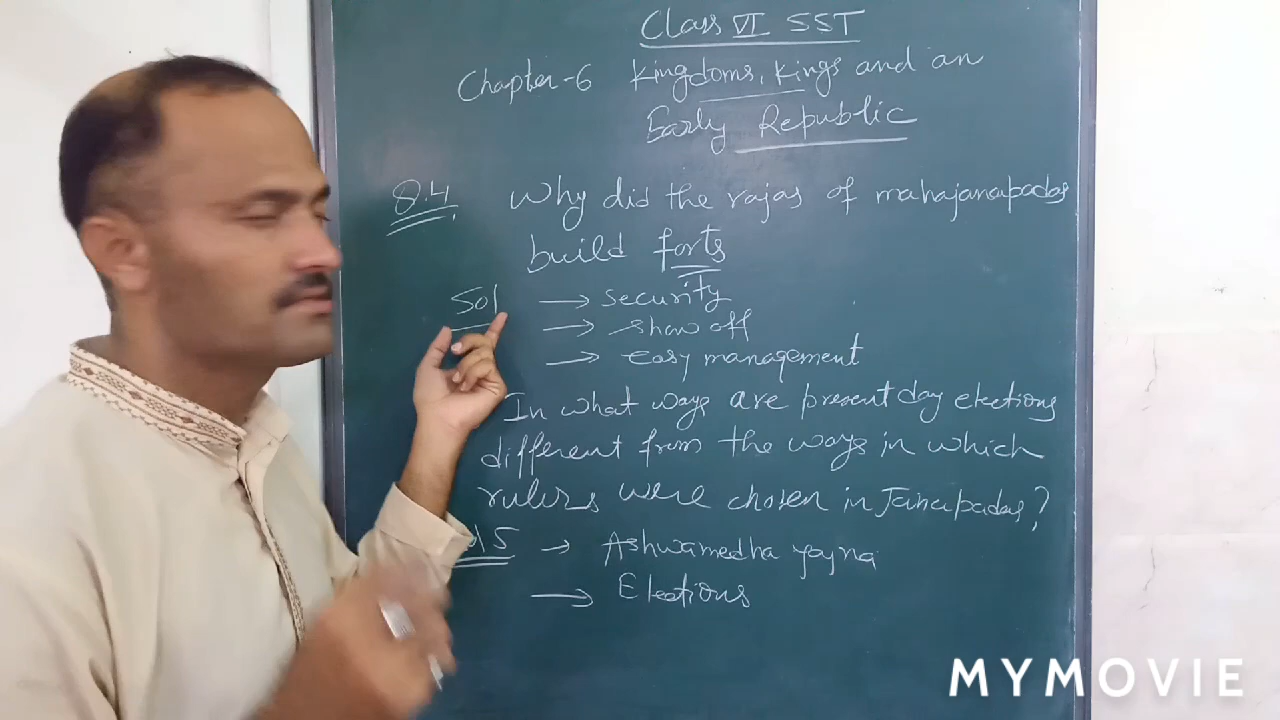 Class VI SST
Chapter-6 Kingdoms, Kings and an
Early Republic
Q.4 Why did the rajas of mahajanapadas
build forts
Sol → security
→ show off
→ easy management
In what ways are present day elections
different from the ways in which
rulers were chosen in Janapadas?
→ Ashwamedha yajna
→ Elections
MYMOVIE